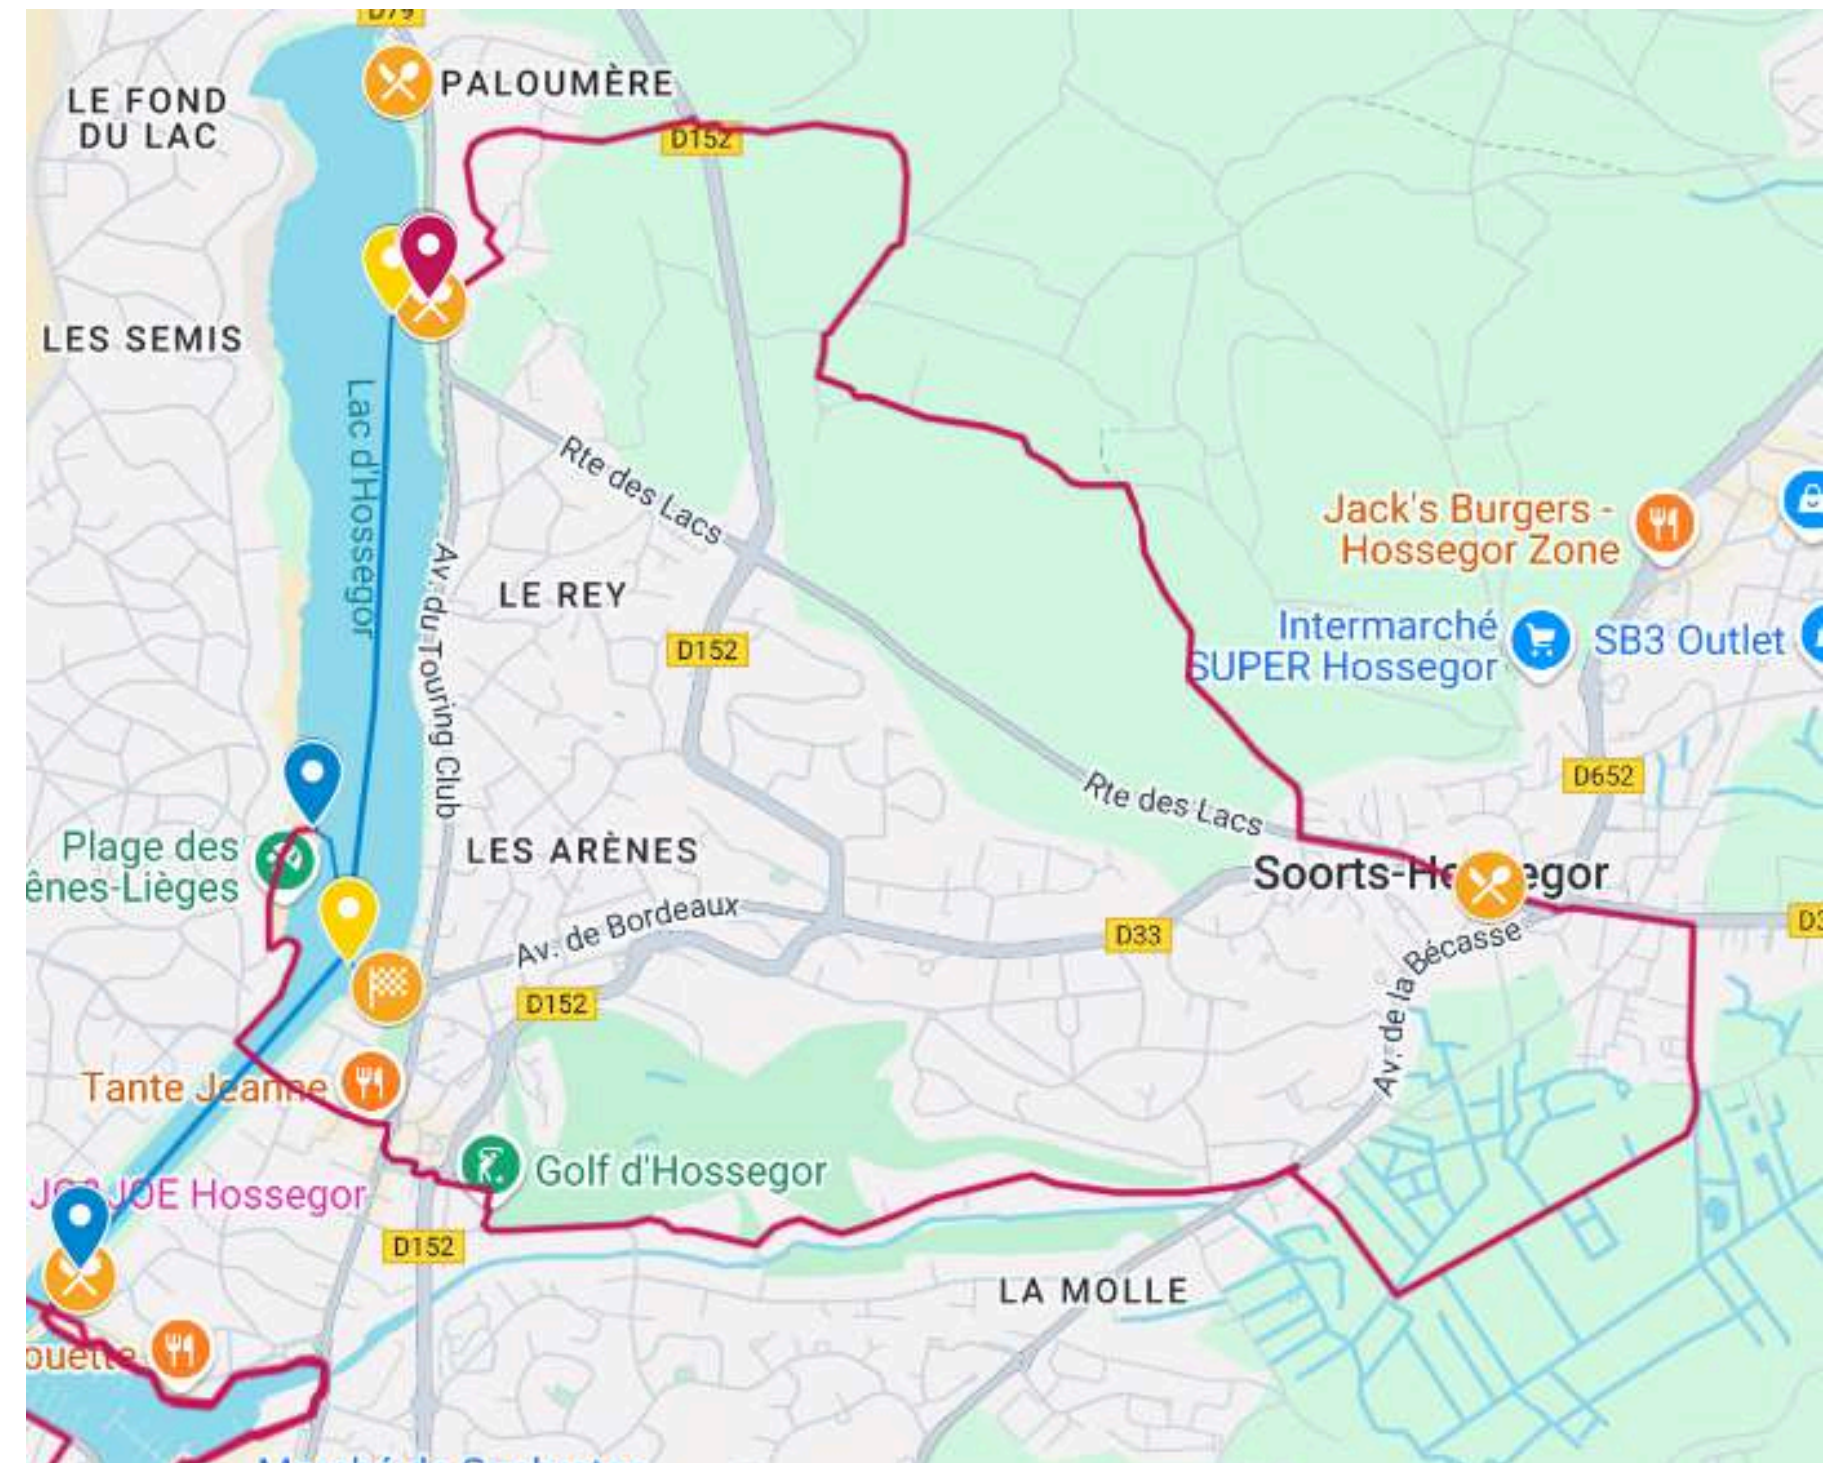 D79
PALOUMÈRE
LE FOND
DU LAC
D152
LES SEMIS
Lac d'Hossegor
Rte des Lacs
Jack's Burgers -
Hossegor Zone
Av. du Touring Club
LE REY
Intermarché
SUPER Hossegor
SB3 Outlet
D152
D652
Rte des Lacs
Plage des
ênes-Lièges
LES ARÈNES
Soorts-Hossegor
Av. de Bordeaux
D33
Av. de la Bécasse
D152
Tante Jeanne
Golf d'Hossegor
JO&JOE Hossegor
D152
LA MOLLE
ouette